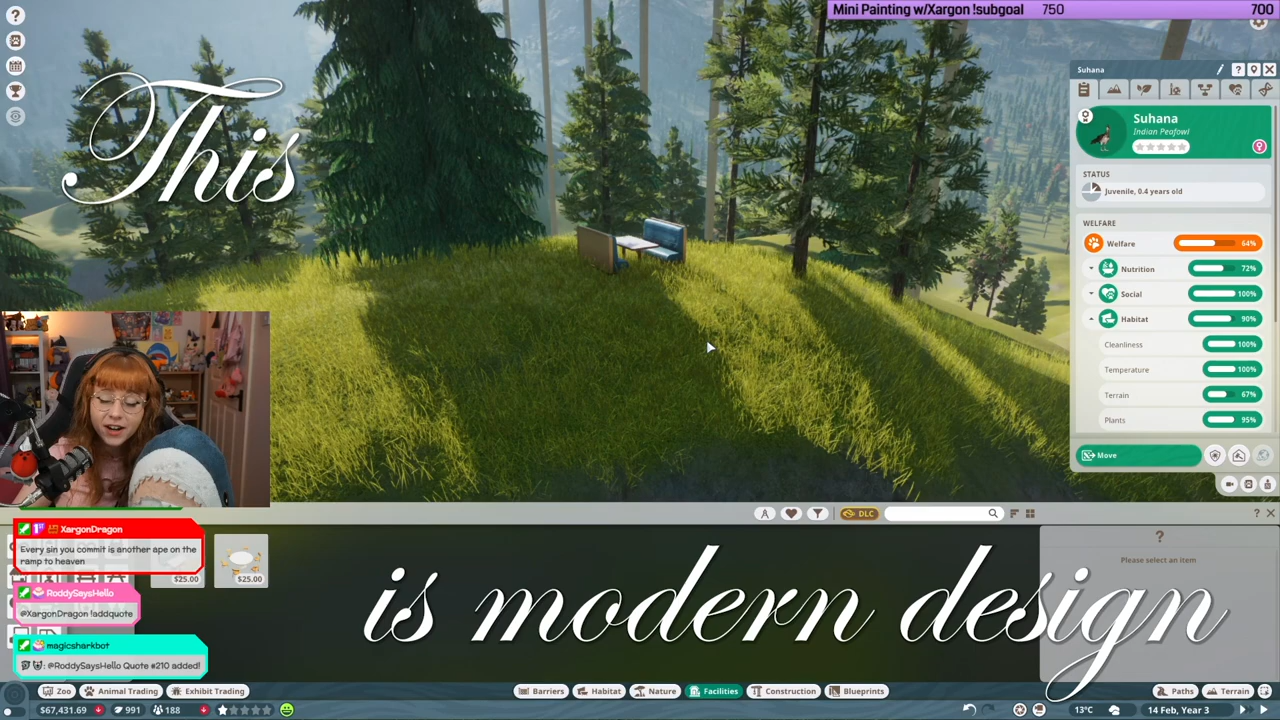 Mini Painting w/Xargon !subgoal 750 700
This
Suhana
Suhana
Indian Peafowl
STATUS
Juvenile, 0.4 years old
WELFARE
Welfare 64%
Nutrition 72%
Social 100%
Habitat 90%
Cleanliness 100%
Temperature 100%
Terrain 67%
Plants 95%
Move
DLC
XargonDragon
Every sin you commit is another ape on the
ramp to heaven
RoddySaysHello
@XargonDragon !addquote
magicsharkbot
: @RoddySaysHello Quote #210 added!
$25.00
$25.00
Please select an item
is modern design
Zoo
Animal Trading
Exhibit Trading
Barriers
Habitat
Nature
Facilities
Construction
Blueprints
Paths
Terrain
$67,431.69
991
188
13°C
14 Feb, Year 3